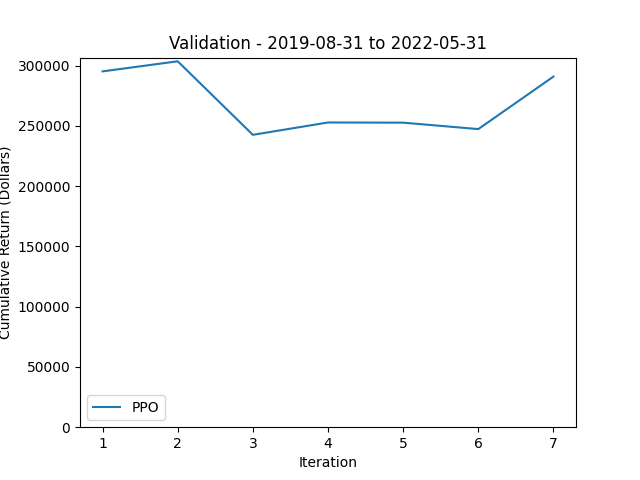 Validation - 2019-08-31 to 2022-05-31
Cumulative Return (Dollars)
300000
250000
200000
150000
100000
50000
0
PPO
1 2 3 4 5 6 7
Iteration